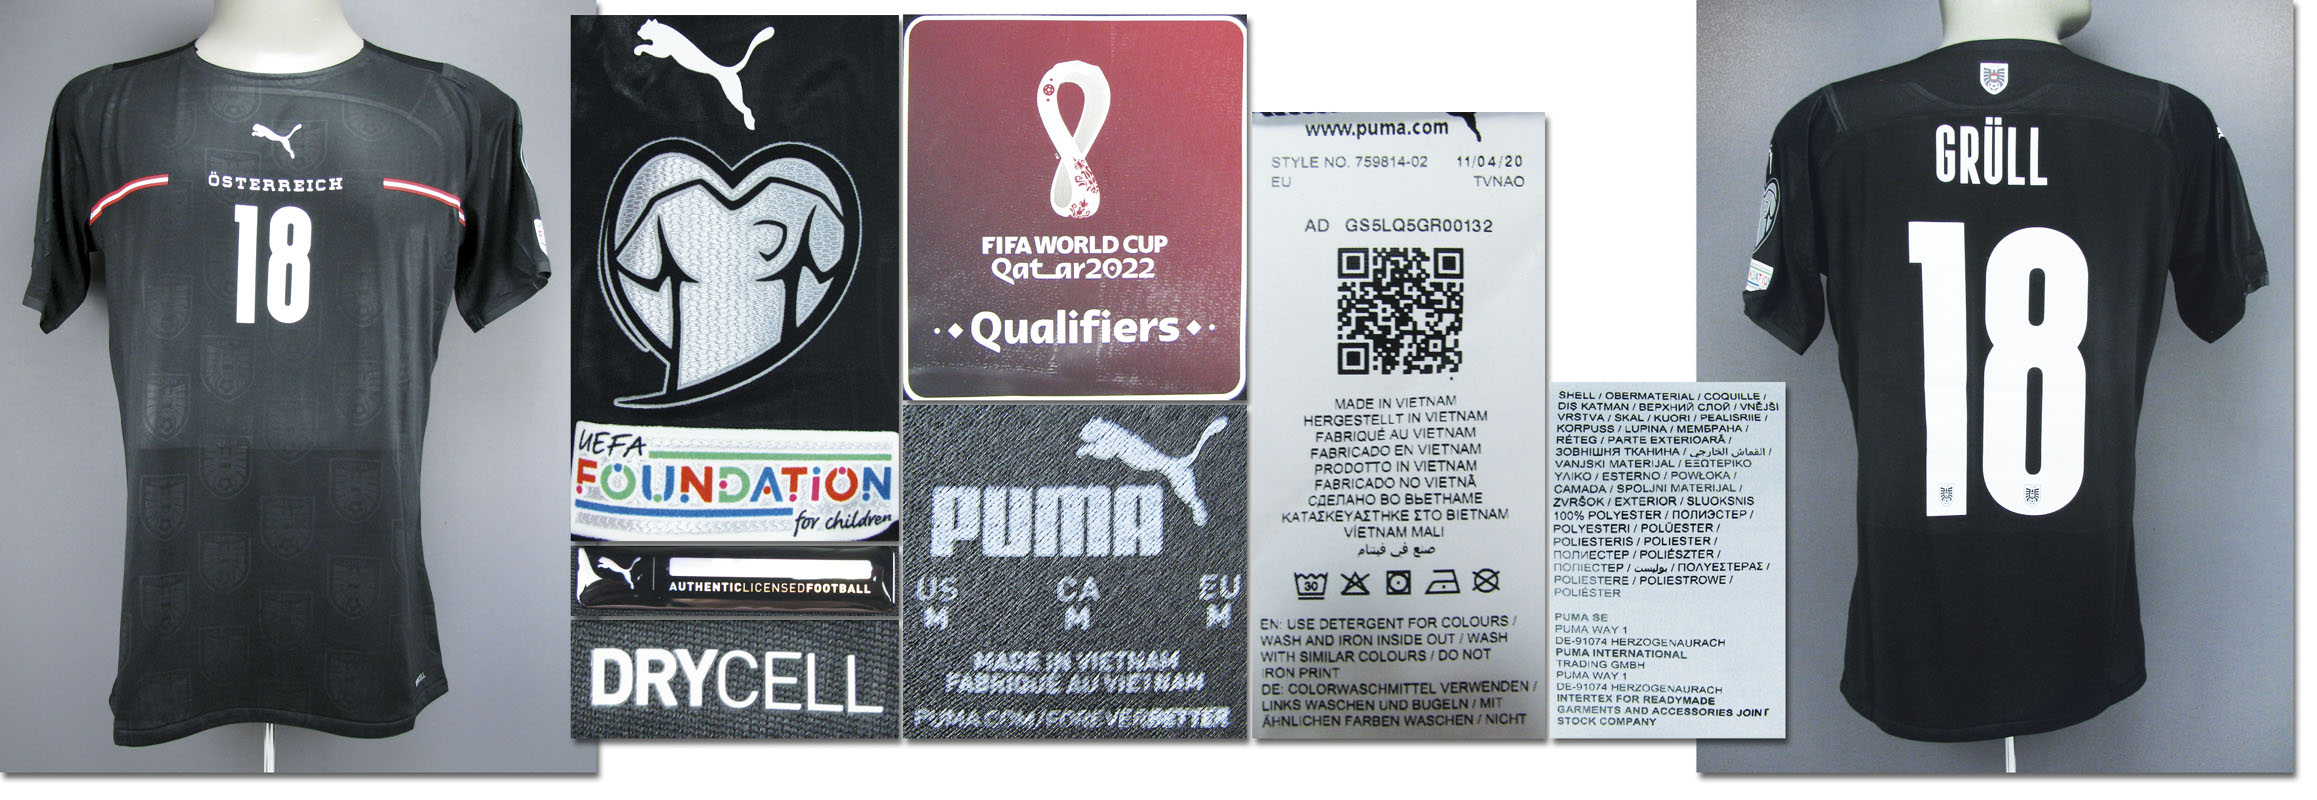 ÖSTERREICH
18
UEFA
FOUNDATION
for children
AUTHENTICLICENSEDFOOTBALL
DRYCELL
FIFA WORLD CUP
Qatar2022
Qualifiers
PUMA
US CA EU
M M M
MADE IN VIETNAM
FABRIQUÉ AU VIETNAM
PUMA.COM/FOREVERBETTER
www.puma.com
STYLE NO. 759814-02 11/04/20
EU TVNAO
AD GS5LQ5GR00132
MADE IN VIETNAM
HERGESTELLT IN VIETNAM
FABRIQUÉ AU VIETNAM
FABRICADO EN VIETNAM
PRODOTTO IN VIETNAM
FABRICADO NO VIETNÃ
СДЕЛАНО ВО ВЬЕТНАМЕ
ΚΑΤΑΣΚΕΥΑΣΤΗΚΕ ΣΤΟ ΒΙΕΤΝΑΜ
VİETNAM MALI
صنع في فيتنام
30
EN: USE DETERGENT FOR COLOURS /
WASH AND IRON INSIDE OUT / WASH
WITH SIMILAR COLOURS / DO NOT
IRON PRINT
DE: COLORWASCHMITTEL VERWENDEN /
LINKS WASCHEN UND BÜGELN / MIT
ÄHNLICHEN FARBEN WASCHEN / NICHT
SHELL / OBERMATERIAL / COQUILLE /
DIŞ KATMAN / ВЕРХНИЙ СЛОЙ / VNĚJŠÍ
VRSTVA / SKAL / KUORI / PEALISRIIE /
KORPUSS / LUPINA / МЕМБРАНА /
RÉTEG / PARTE EXTERIOARĂ /
ЗОВНІШНЯ ТКАНИНА / القماش الخارجي /
VANJSKI MATERIJAL / ΕΞΩΤΕΡΙΚΟ
ΥΛΙΚΟ / ESTERNO / POWŁOKA /
CAMADA / SPOLJNI MATERIJAL /
ZVRŠOK / EXTERIOR / SLUOKSNIS
100% POLYESTER / ПОЛИЭСТЕР /
POLYESTERI / POLÜESTER /
POLIESTERIS / POLIESTER /
ПОЛИЕСТЕР / POLIÉSZTER /
ПОЛІЕСТЕР / بوليستر / ΠΟΛΥΕΣΤΕΡΑΣ /
POLIESTERE / POLIESTROWE /
POLIÉSTER
PUMA SE
PUMA WAY 1
DE-91074 HERZOGENAURACH
PUMA INTERNATIONAL
TRADING GMBH
PUMA WAY 1
DE-91074 HERZOGENAURACH
INTERTEX FOR READYMADE
GARMENTS AND ACCESSORIES JOINT
STOCK COMPANY
GRÜLL
18